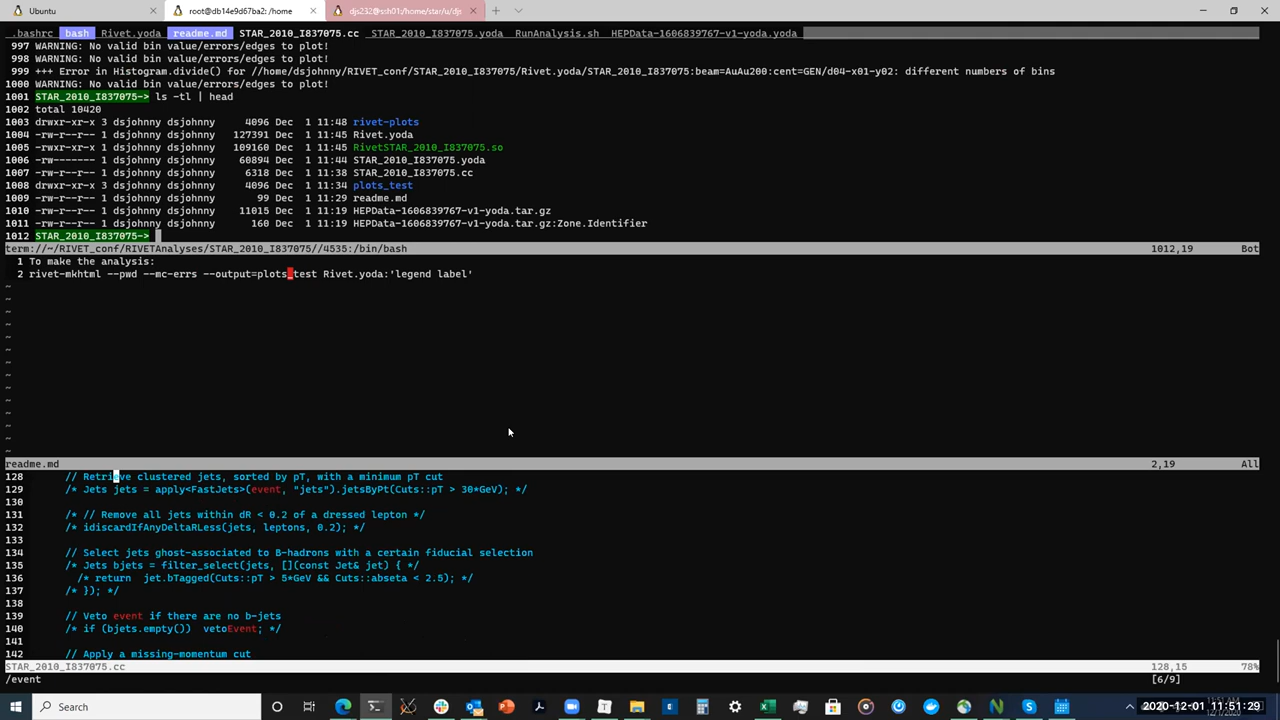 Ubuntu
root@db14e9d67ba2: /home
djs232@ssh01:/home/star/u/djs
.bashrc bash Rivet.yoda readme.md STAR_2010_I837075.cc STAR_2010_I837075.yoda RunAnalysis.sh HEPData-1606839767-v1-yoda.yoda
997 WARNING: No valid bin value/errors/edges to plot!
998 WARNING: No valid bin value/errors/edges to plot!
999 +++ Error in Histogram.divide() for //home/dsjohnny/RIVET_conf/STAR_2010_I837075/Rivet.yoda/STAR_2010_I837075:beam=AuAu200:cent=GEN/d04-x01-y02: different numbers of bins
1000 WARNING: No valid bin value/errors/edges to plot!
1001 STAR_2010_I837075-> ls -tl | head
1002 total 10420
1003 drwxr-xr-x 3 dsjohnny dsjohnny 4096 Dec 1 11:48 rivet-plots
1004 -rw-r--r-- 1 dsjohnny dsjohnny 127391 Dec 1 11:45 Rivet.yoda
1005 -rwxr-xr-x 1 dsjohnny dsjohnny 109160 Dec 1 11:45 RivetSTAR_2010_I837075.so
1006 -rw------- 1 dsjohnny dsjohnny 60894 Dec 1 11:44 STAR_2010_I837075.yoda
1007 -rw-r--r-- 1 dsjohnny dsjohnny 6318 Dec 1 11:38 STAR_2010_I837075.cc
1008 drwxr-xr-x 3 dsjohnny dsjohnny 4096 Dec 1 11:34 plots_test
1009 -rw-r--r-- 1 dsjohnny dsjohnny 99 Dec 1 11:29 readme.md
1010 -rw-r--r-- 1 dsjohnny dsjohnny 11015 Dec 1 11:19 HEPData-1606839767-v1-yoda.tar.gz
1011 -rw-r--r-- 1 dsjohnny dsjohnny 160 Dec 1 11:19 HEPData-1606839767-v1-yoda.tar.gz:Zone.Identifier
1012 STAR_2010_I837075->
term://~/RIVET_conf/RIVETAnalyses/STAR_2010_I837075//4535:/bin/bash 1012,19 Bot
1 To make the analysis:
2 rivet-mkhtml --pwd --mc-errs --output=plots_test Rivet.yoda:'legend label'
~
~
~
~
~
~
~
~
~
~
~
~
~
~
readme.md 2,19 All
128 // Retrieve clustered jets, sorted by pT, with a minimum pT cut
129 /* Jets jets = apply<FastJets>(event, "jets").jetsByPt(Cuts::pT > 30*GeV); */
130
131 /* // Remove all jets within dR < 0.2 of a dressed lepton */
132 /* idiscardIfAnyDeltaRLess(jets, leptons, 0.2); */
133
134 // Select jets ghost-associated to B-hadrons with a certain fiducial selection
135 /* Jets bjets = filter_select(jets, [](const Jet& jet) { */
136 /* return jet.bTagged(Cuts::pT > 5*GeV && Cuts::abseta < 2.5); */
137 /* }); */
138
139 // Veto event if there are no b-jets
140 /* if (bjets.empty()) vetoEvent; */
141
142 // Apply a missing-momentum cut
STAR_2010_I837075.cc 128,15 78%
/event [6/9]
Search
2020-12-01 11:51:29